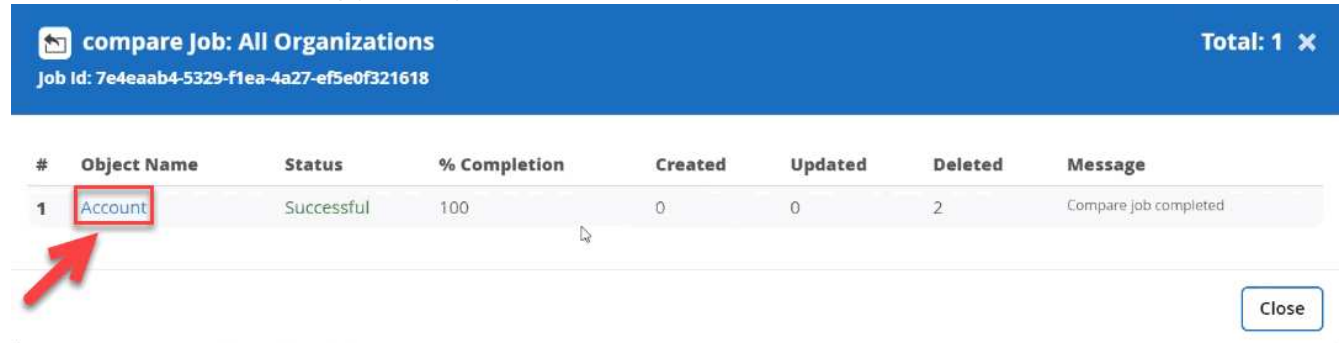 compare Job: All Organizations
Total: 1
Job Id: 7e4eaab4-5329-f1ea-4a27-ef5e0f321618
# Object Name Status % Completion Created Updated Deleted Message
1 Account Successful 100 0 0 2 Compare job completed
Close